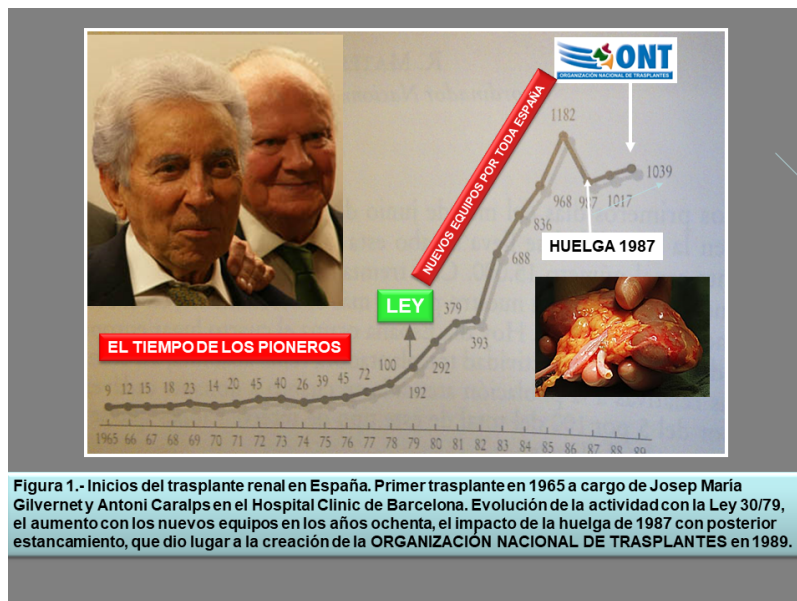 ONT
ORGANIZACIÓN NACIONAL DE TRASPLANTES
NUEVOS EQUIPOS POR TODA ESPAÑA
HUELGA 1987
LEY
EL TIEMPO DE LOS PIONEROS
1182
968 987 1017 1039
836
688
379
393
292
192
9 12 15 18 23 14 20 45 40 26 39 45 72 100
1965 66 67 68 69 70 71 72 73 74 75 76 77 78 79 80 81 82 83 84 85 86 87 88 89
Figura 1.- Inicios del trasplante renal en España. Primer trasplante en 1965 a cargo de Josep María
Gilvernet y Antoni Caralps en el Hospital Clinic de Barcelona. Evolución de la actividad con la Ley 30/79,
el aumento con los nuevos equipos en los años ochenta, el impacto de la huelga de 1987 con posterior
estancamiento, que dio lugar a la creación de la ORGANIZACIÓN NACIONAL DE TRASPLANTES en 1989.